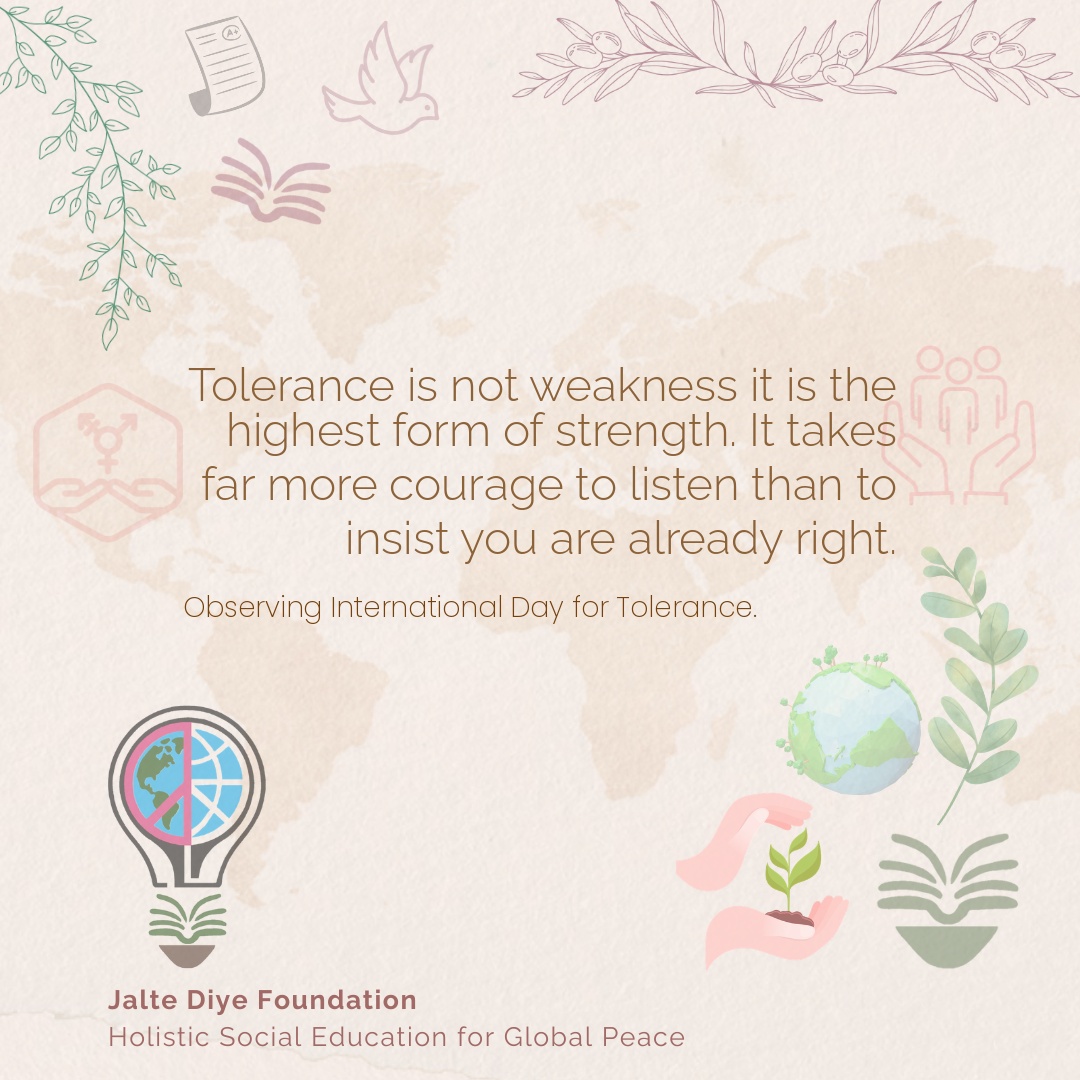 A+
Tolerance is not weakness it is the
highest form of strength. It takes
far more courage to listen than to
insist you are already right.
Observing International Day for Tolerance.
Jalte Diye Foundation
Holistic Social Education for Global Peace